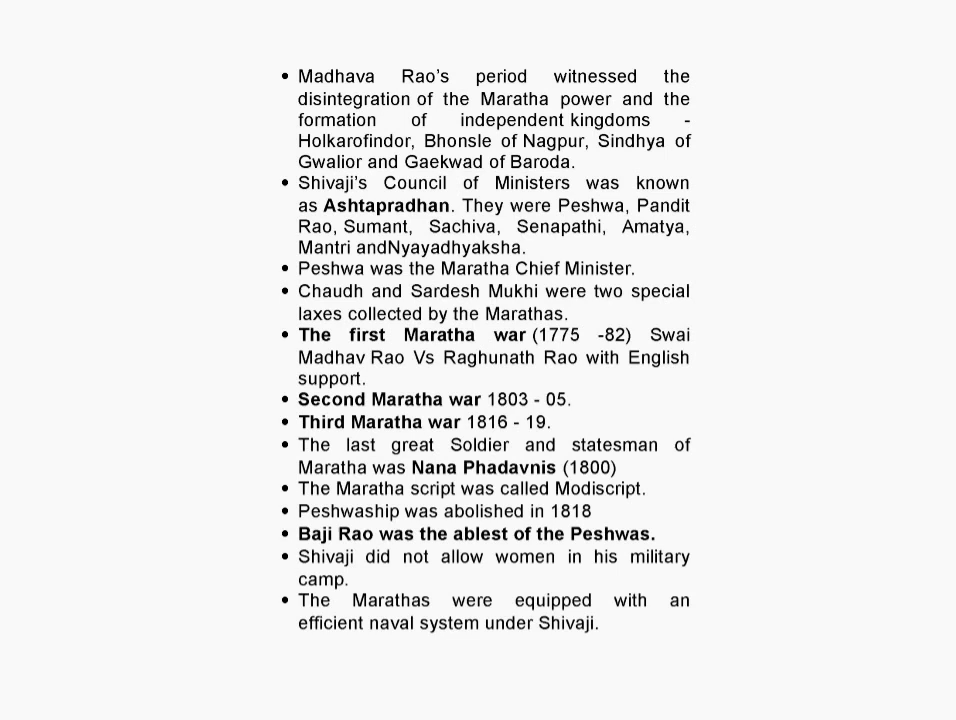 • Madhava Rao’s period witnessed the
disintegration of the Maratha power and the
formation of independent kingdoms -
Holkarofindor, Bhonsle of Nagpur, Sindhya of
Gwalior and Gaekwad of Baroda.
• Shivaji’s Council of Ministers was known
as Ashtapradhan. They were Peshwa, Pandit
Rao, Sumant, Sachiva, Senapathi, Amatya,
Mantri andNyayadhyaksha.
• Peshwa was the Maratha Chief Minister.
• Chaudh and Sardesh Mukhi were two special
laxes collected by the Marathas.
• The first Maratha war (1775 -82) Swai
Madhav Rao Vs Raghunath Rao with English
support.
• Second Maratha war 1803 - 05.
• Third Maratha war 1816 - 19.
• The last great Soldier and statesman of
Maratha was Nana Phadavnis (1800)
• The Maratha script was called Modiscript.
• Peshwaship was abolished in 1818
• Baji Rao was the ablest of the Peshwas.
• Shivaji did not allow women in his military
camp.
• The Marathas were equipped with an
efficient naval system under Shivaji.